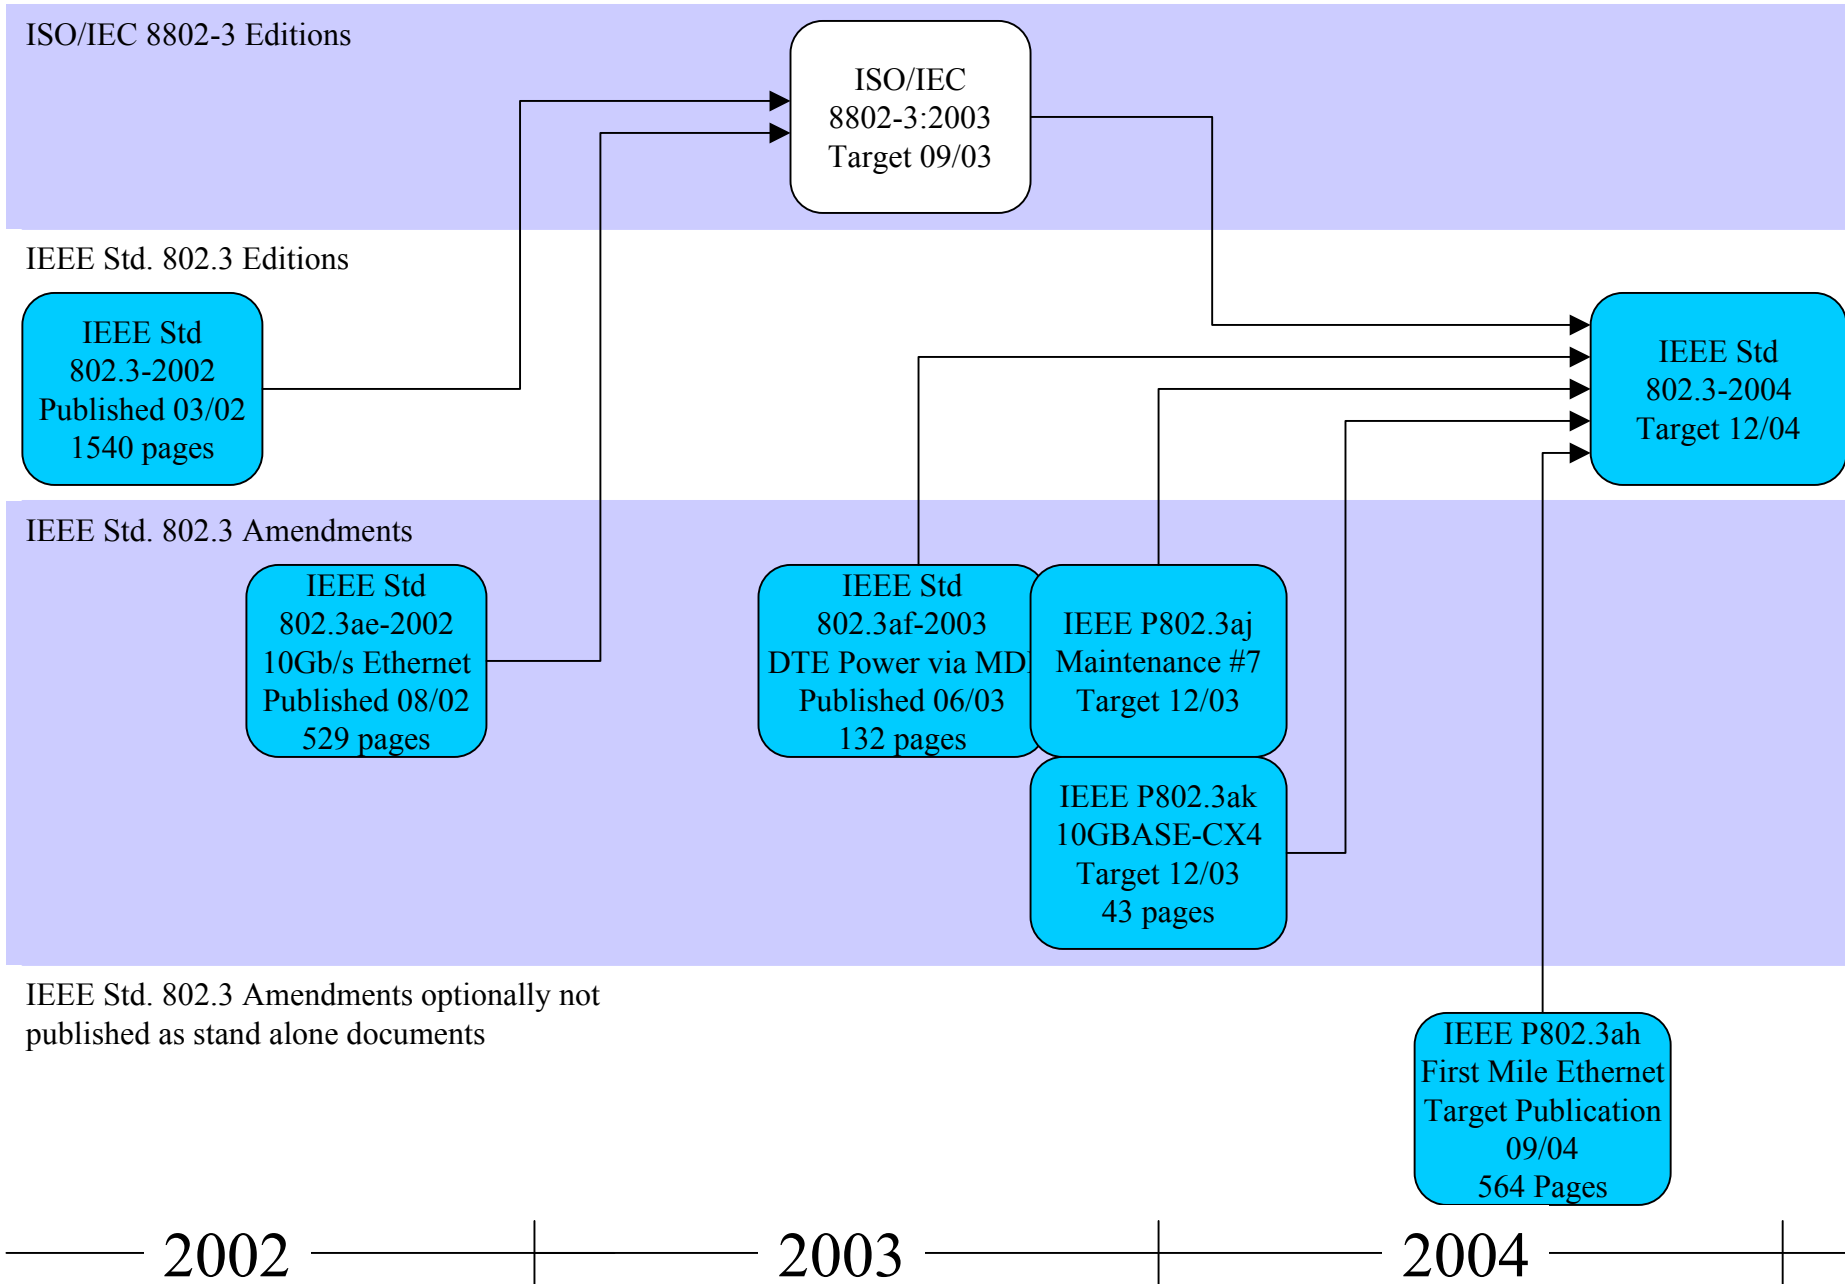 ISO/IEC 8802-3 Editions
ISO/IEC
8802-3:2003
Target 09/03
IEEE Std. 802.3 Editions
IEEE Std
802.3-2002
Published 03/02
1540 pages
IEEE Std
802.3-2004
Target 12/04
IEEE Std. 802.3 Amendments
IEEE Std
802.3ae-2002
10Gb/s Ethernet
Published 08/02
529 pages
IEEE Std
802.3af-2003
DTE Power via MD
Published 06/03
132 pages
IEEE P802.3aj
Maintenance #7
Target 12/03
IEEE P802.3ak
10GBASE-CX4
Target 12/03
43 pages
IEEE Std. 802.3 Amendments optionally not
published as stand alone documents
IEEE P802.3ah
First Mile Ethernet
Target Publication
09/04
564 Pages
2002
2003
2004